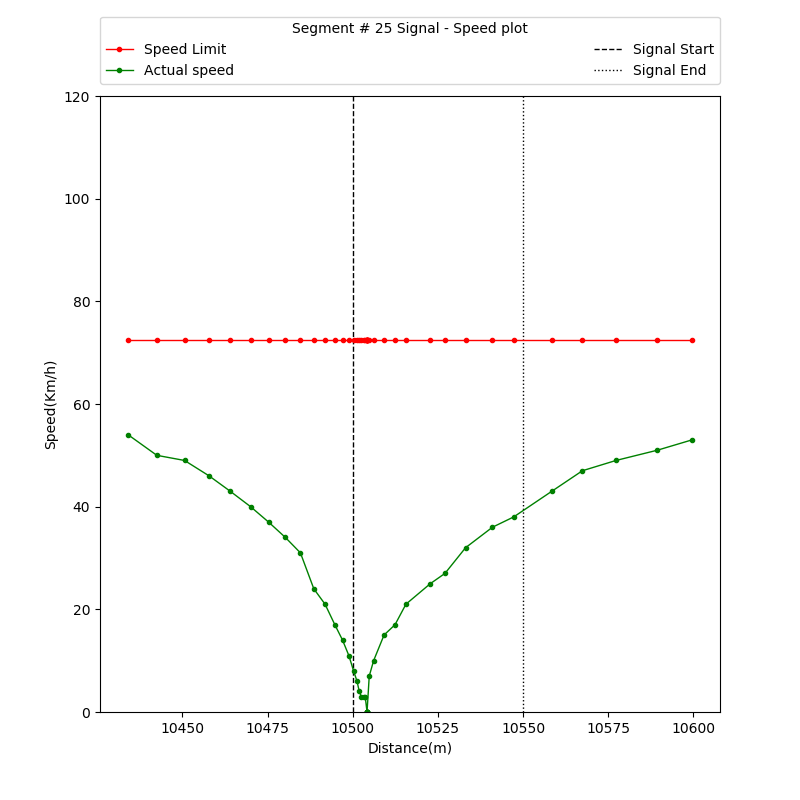 Segment # 25 Signal - Speed plot
Speed Limit
Actual speed
Signal Start
Signal End
120
100
80
60
40
20
0
Speed(Km/h)
10450 10475 10500 10525 10550 10575 10600
Distance(m)